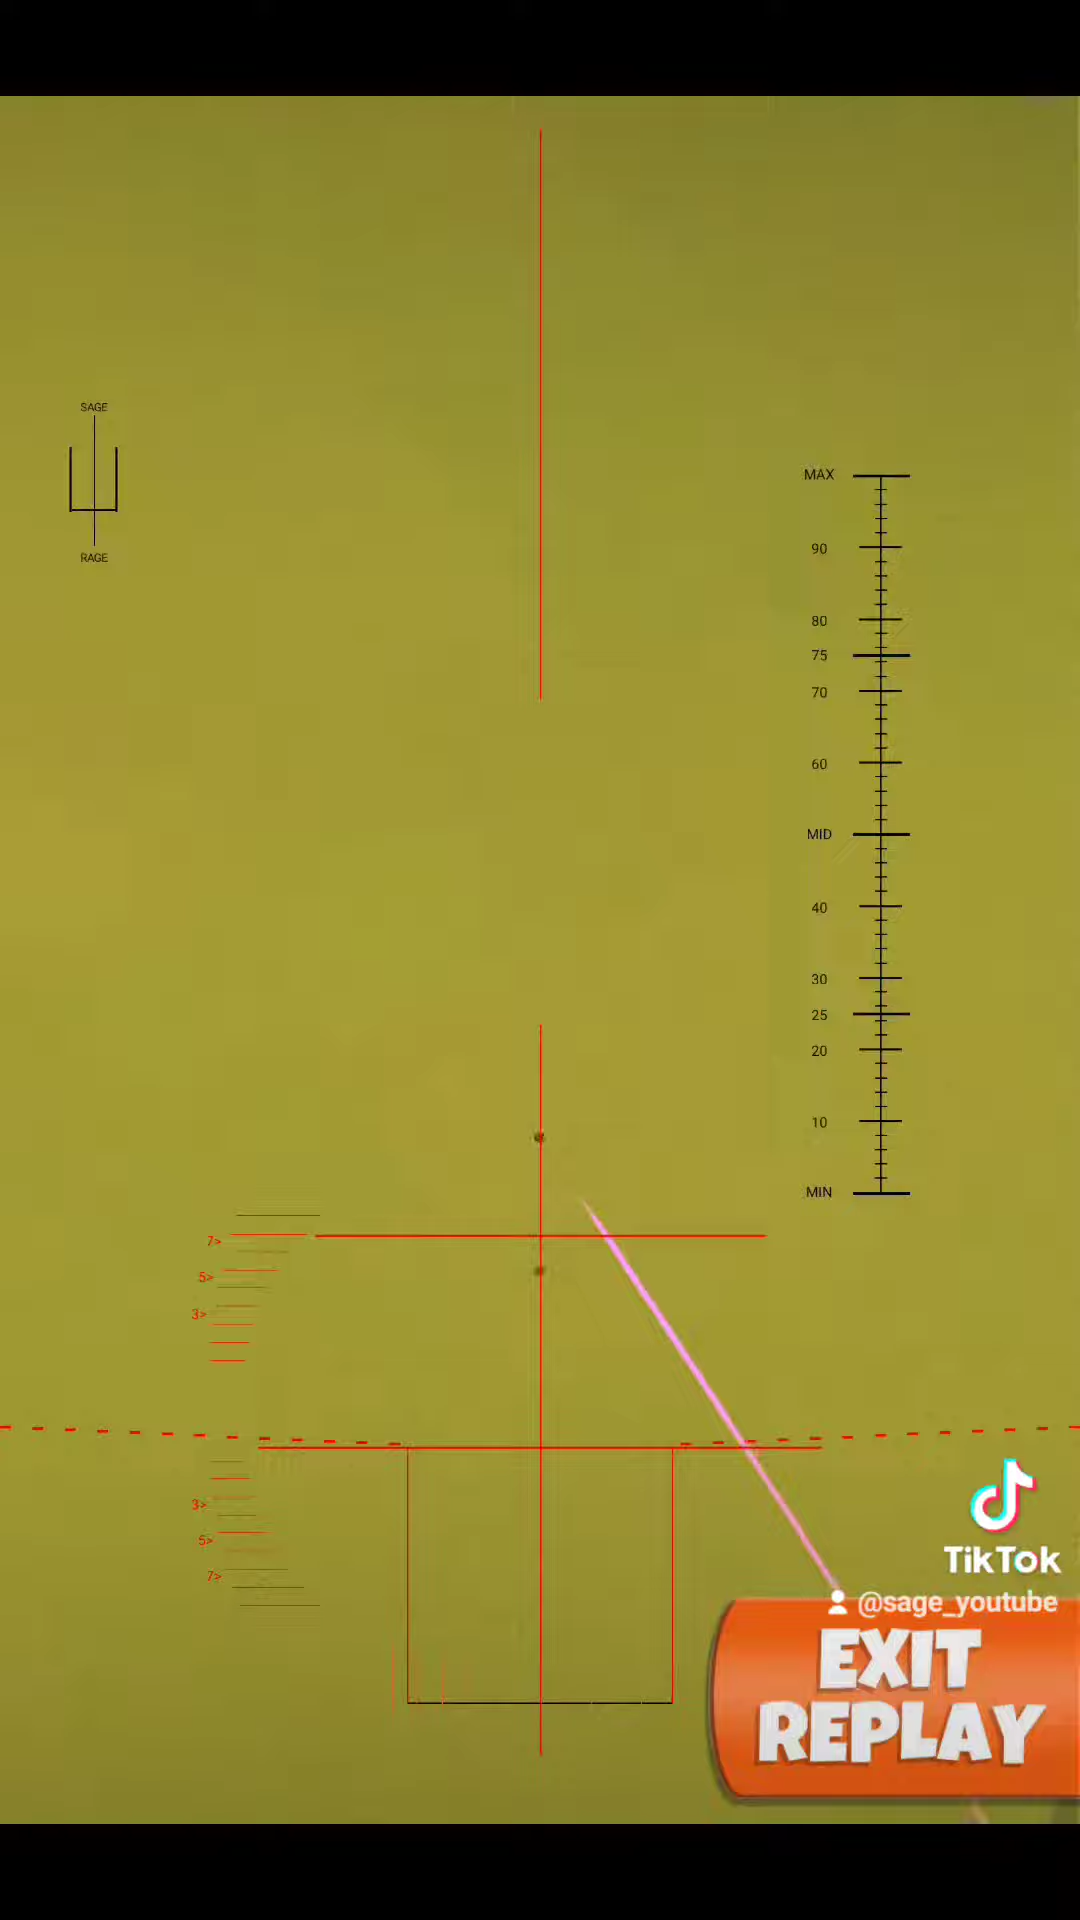 SAGE
RAGE
MAX
90
80
75
70
60
MID
40
30
25
20
10
MIN
7>
5>
3>
3>
5>
7>
TikTok
@sage_youtube
EXIT
REPLAY